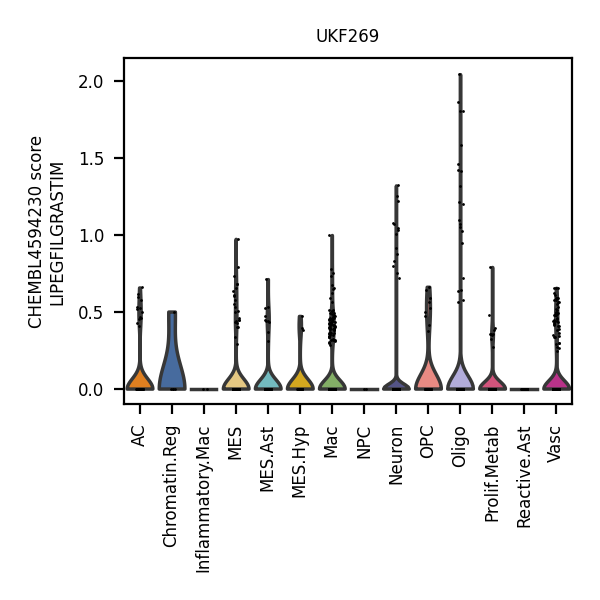 UKF269
CHEMBL4594230 score
LIPEGFILGRASTIM
2.0
1.5
1.0
0.5
0.0
AC
Chromatin.Reg
Inflammatory.Mac
MES
MES.Ast
MES.Hyp
Mac
NPC
Neuron
OPC
Oligo
Prolif.Metab
Reactive.Ast
Vasc